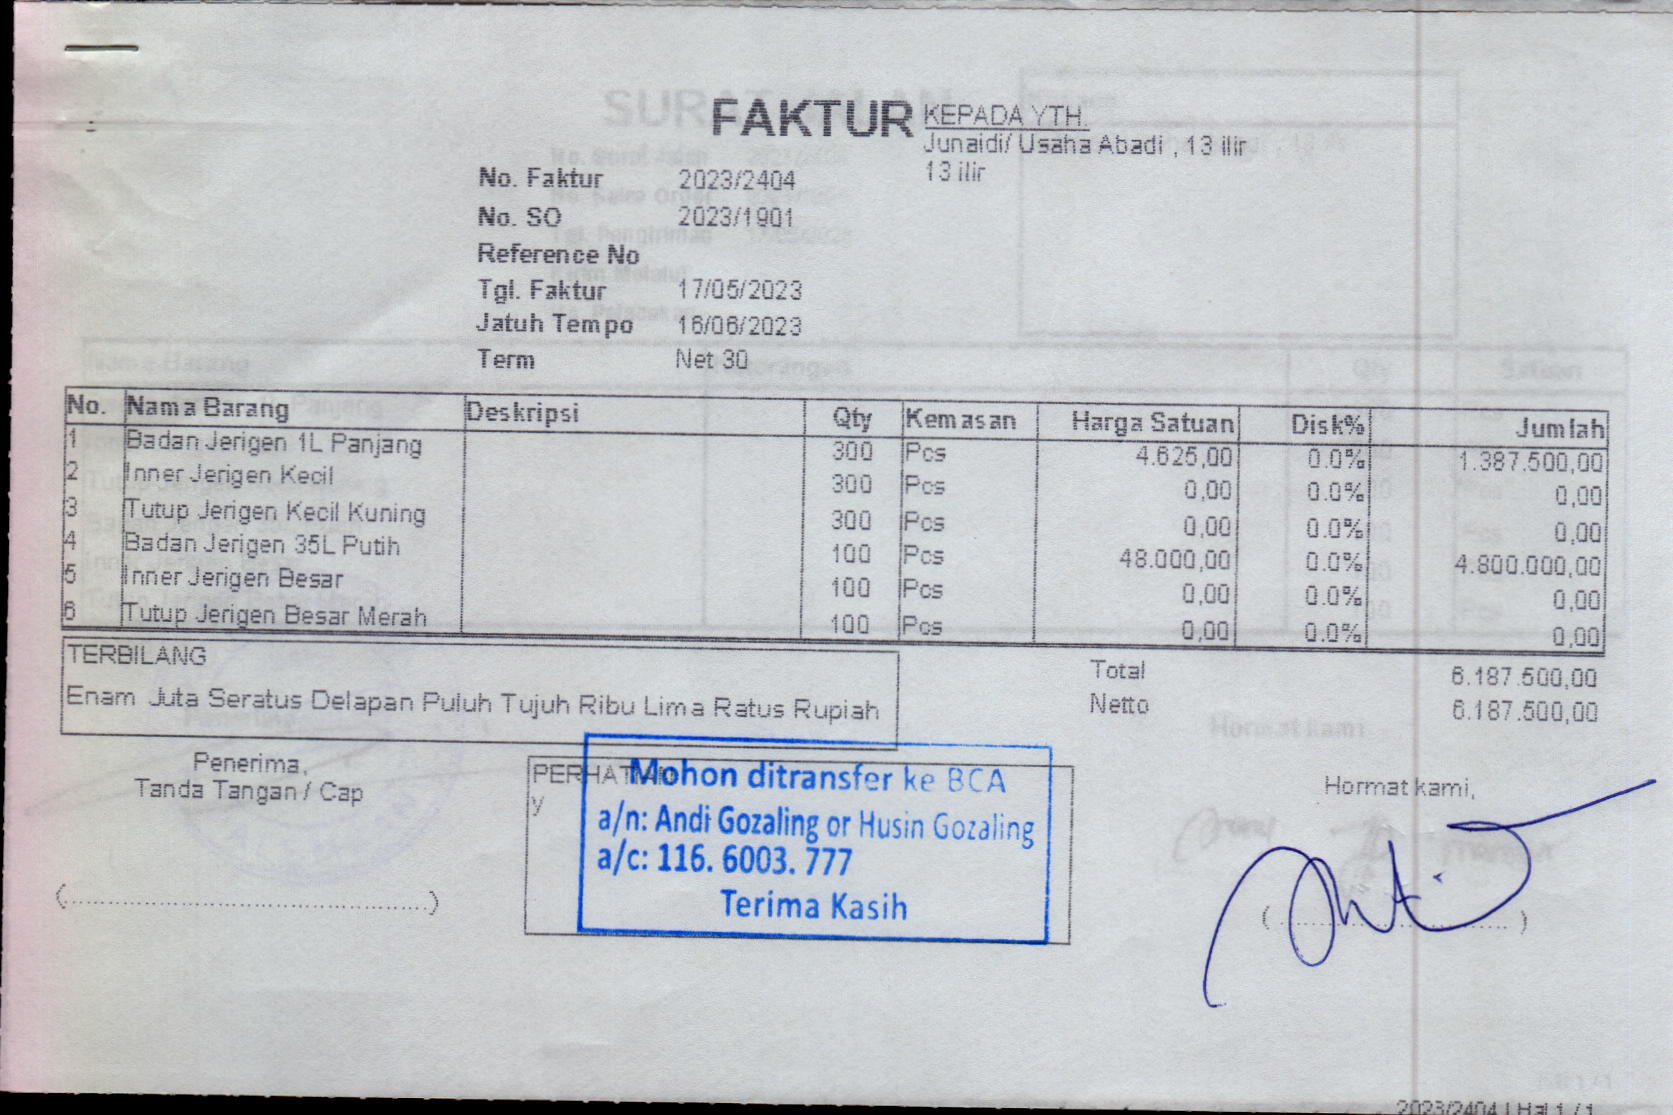 FAKTUR
KEPADA YTH.
Junaidi/ Usaha Abadi , 13 ilir
13 ilir
No. Faktur 2023/2404
No. SO 2023/1901
Reference No
Tgl. Faktur 17/05/2023
Jatuh Tempo 16/06/2023
Term Net 30
No. Nama Barang Deskripsi Qty Kemasan Harga Satuan Disk% Jumlah
1 Badan Jerigen 1L Panjang 300 Pcs 4.625,00 0.0% 1.387.500,00
2 Inner Jerigen Kecil 300 Pcs 0,00 0.0% 0,00
3 Tutup Jerigen Kecil Kuning 300 Pcs 0,00 0.0% 0,00
4 Badan Jerigen 35L Putih 100 Pcs 48.000,00 0.0% 4.800.000,00
5 Inner Jerigen Besar 100 Pcs 0,00 0.0% 0,00
6 Tutup Jerigen Besar Merah 100 Pcs 0,00 0.0% 0,00
TERBILANG
Enam Juta Seratus Delapan Puluh Tujuh Ribu Lima Ratus Rupiah
Total 6.187.500,00
Netto 6.187.500,00
Penerima,
Tanda Tangan / Cap
(..........................................)
PERHATIAN
y
Mohon ditransfer ke BCA
a/n: Andi Gozaling or Husin Gozaling
a/c: 116. 6003. 777
Terima Kasih
Hormat kami,
(..............................)
2023/2404 | Hal 1 / 1